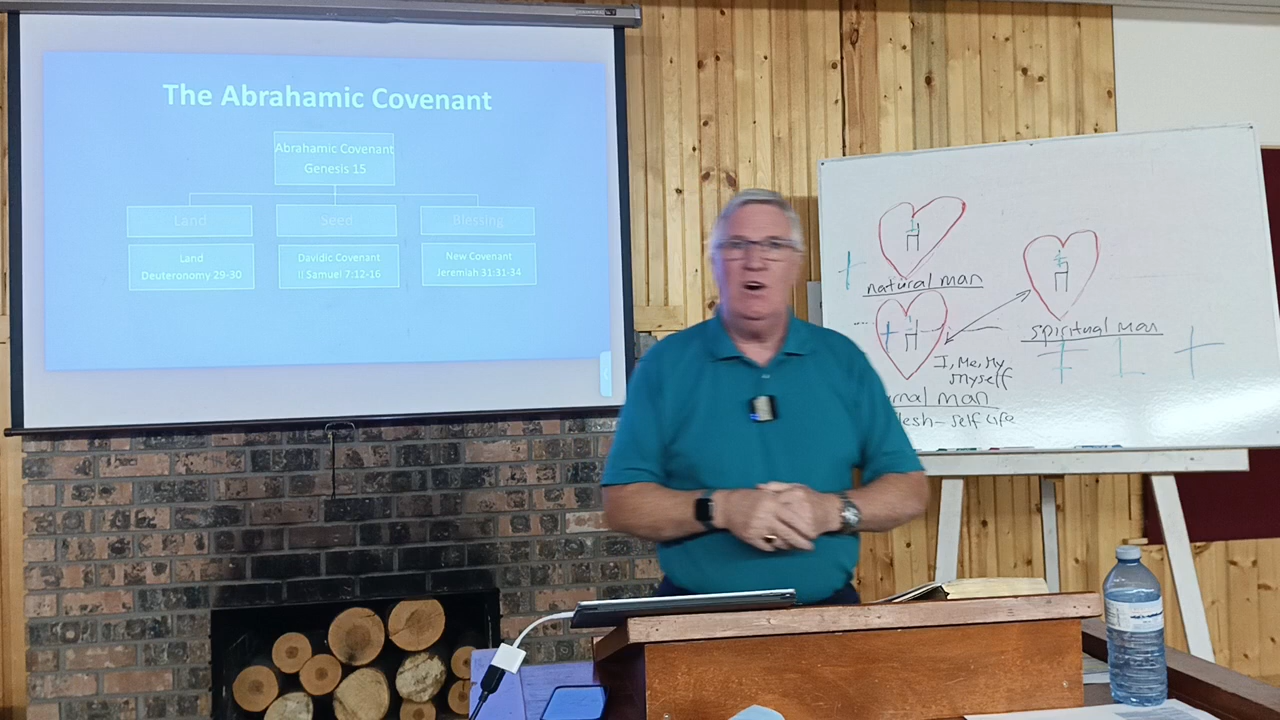 The Abrahamic Covenant
Abrahamic Covenant
Genesis 15
Land
Seed
Blessing
Land
Deuteronomy 29-30
Davidic Covenant
II Samuel 7:12-16
New Covenant
Jeremiah 31:31-34
natural man
spiritual man
I, Me, My
Myself
rnal man
lesh-self life